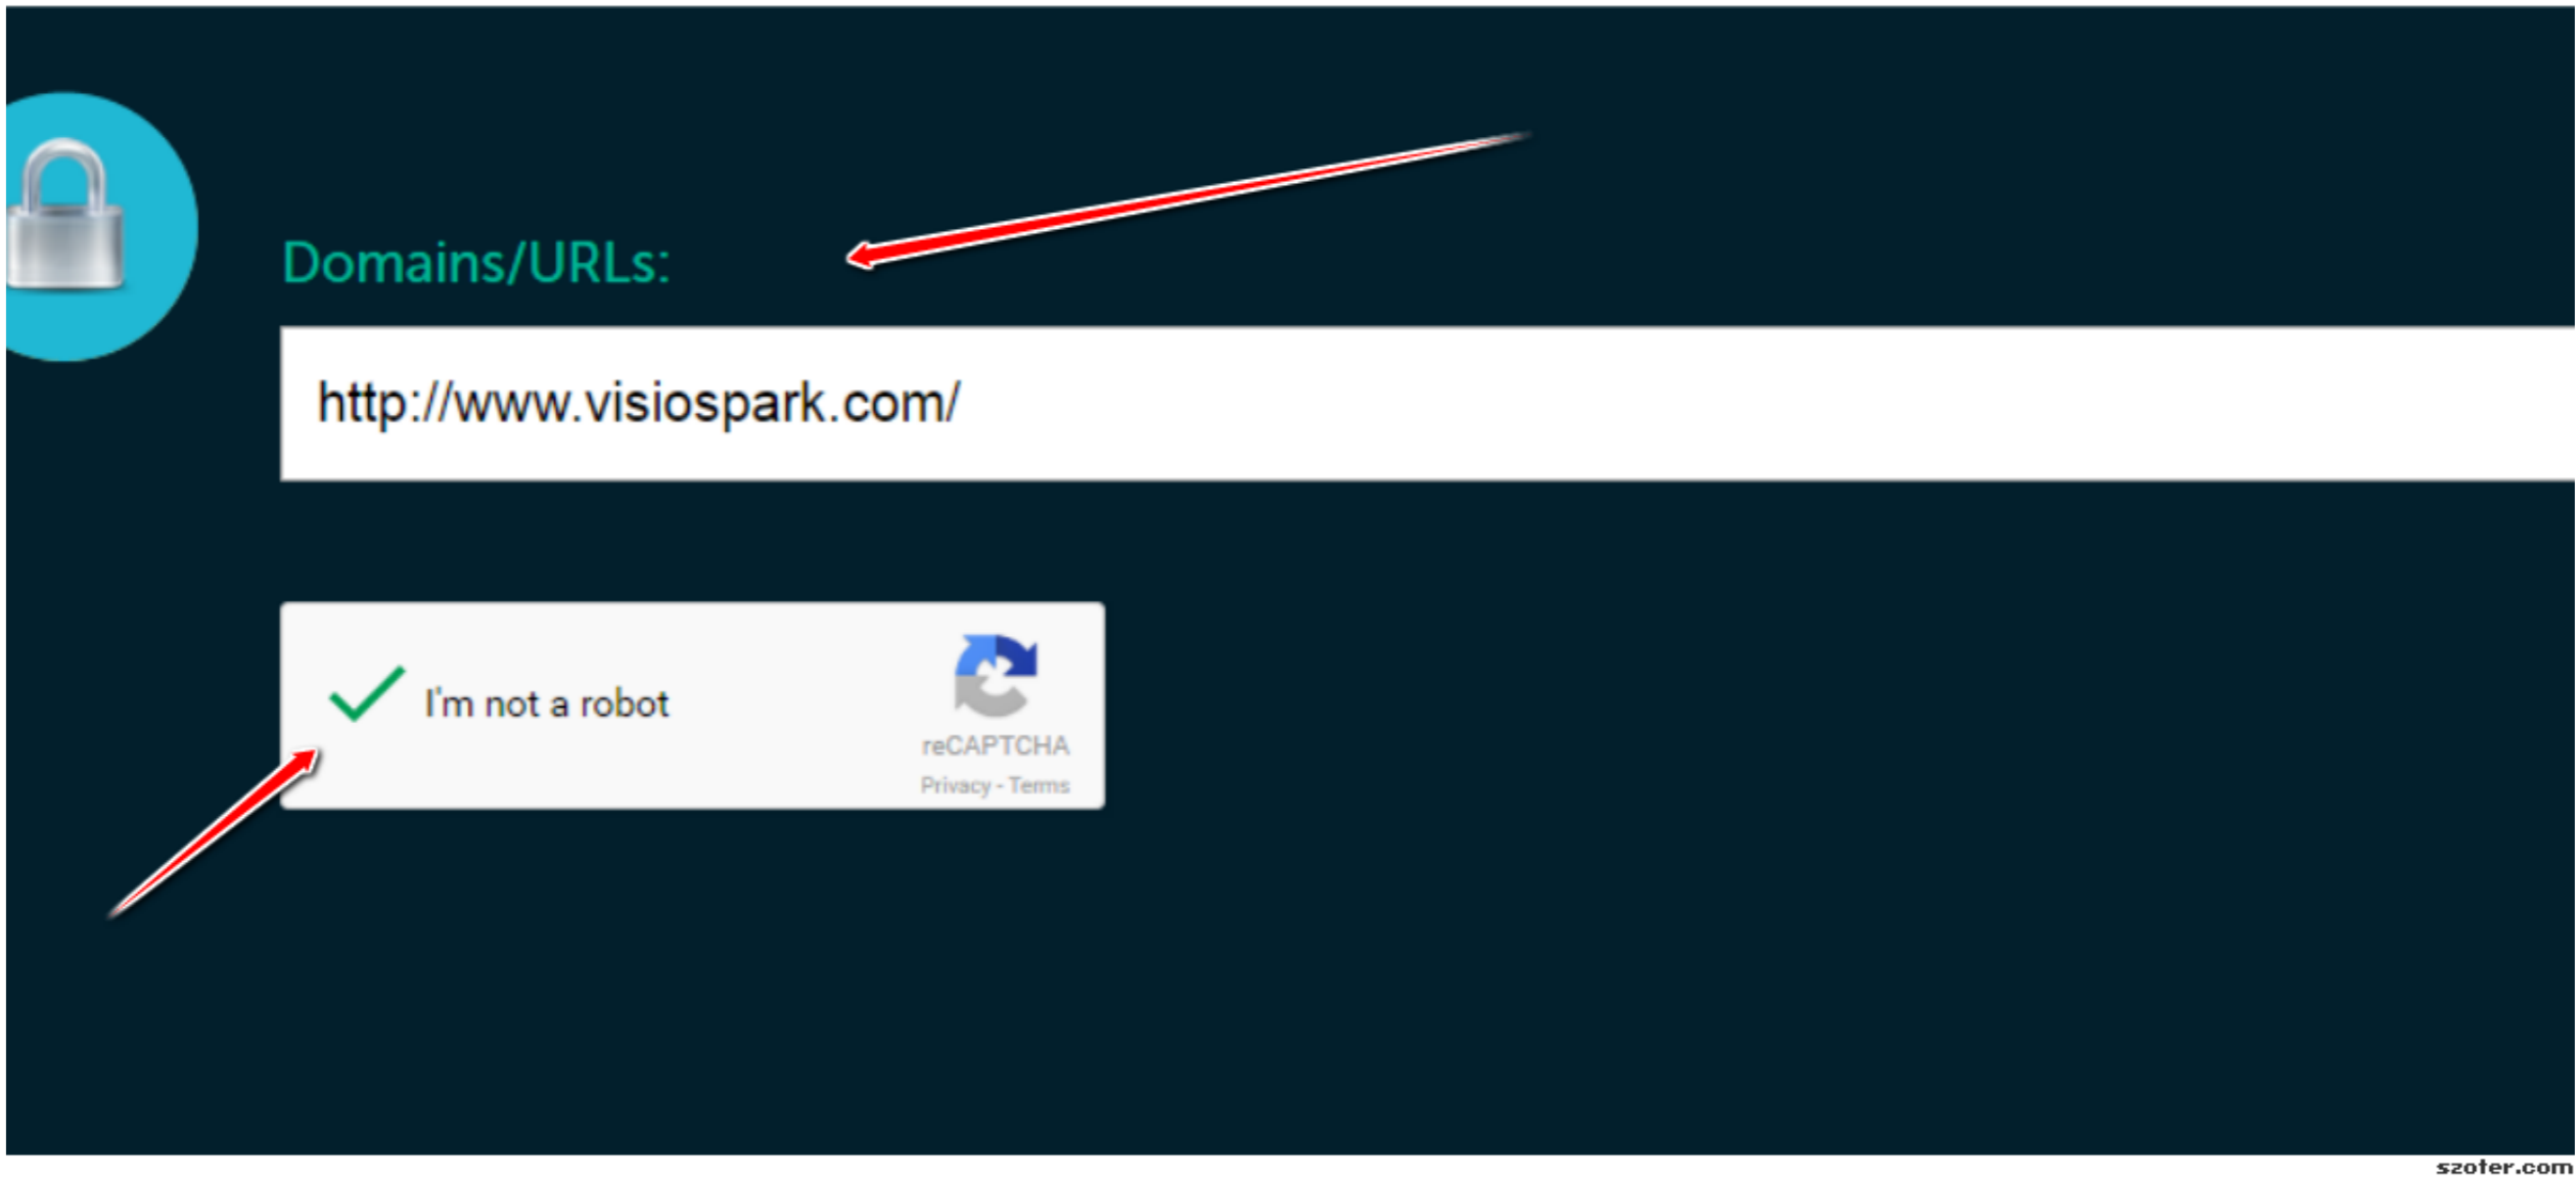 Domains/URLs:
http://www.visiospark.com/
I'm not a robot
reCAPTCHA
Privacy - Terms
szoter.com